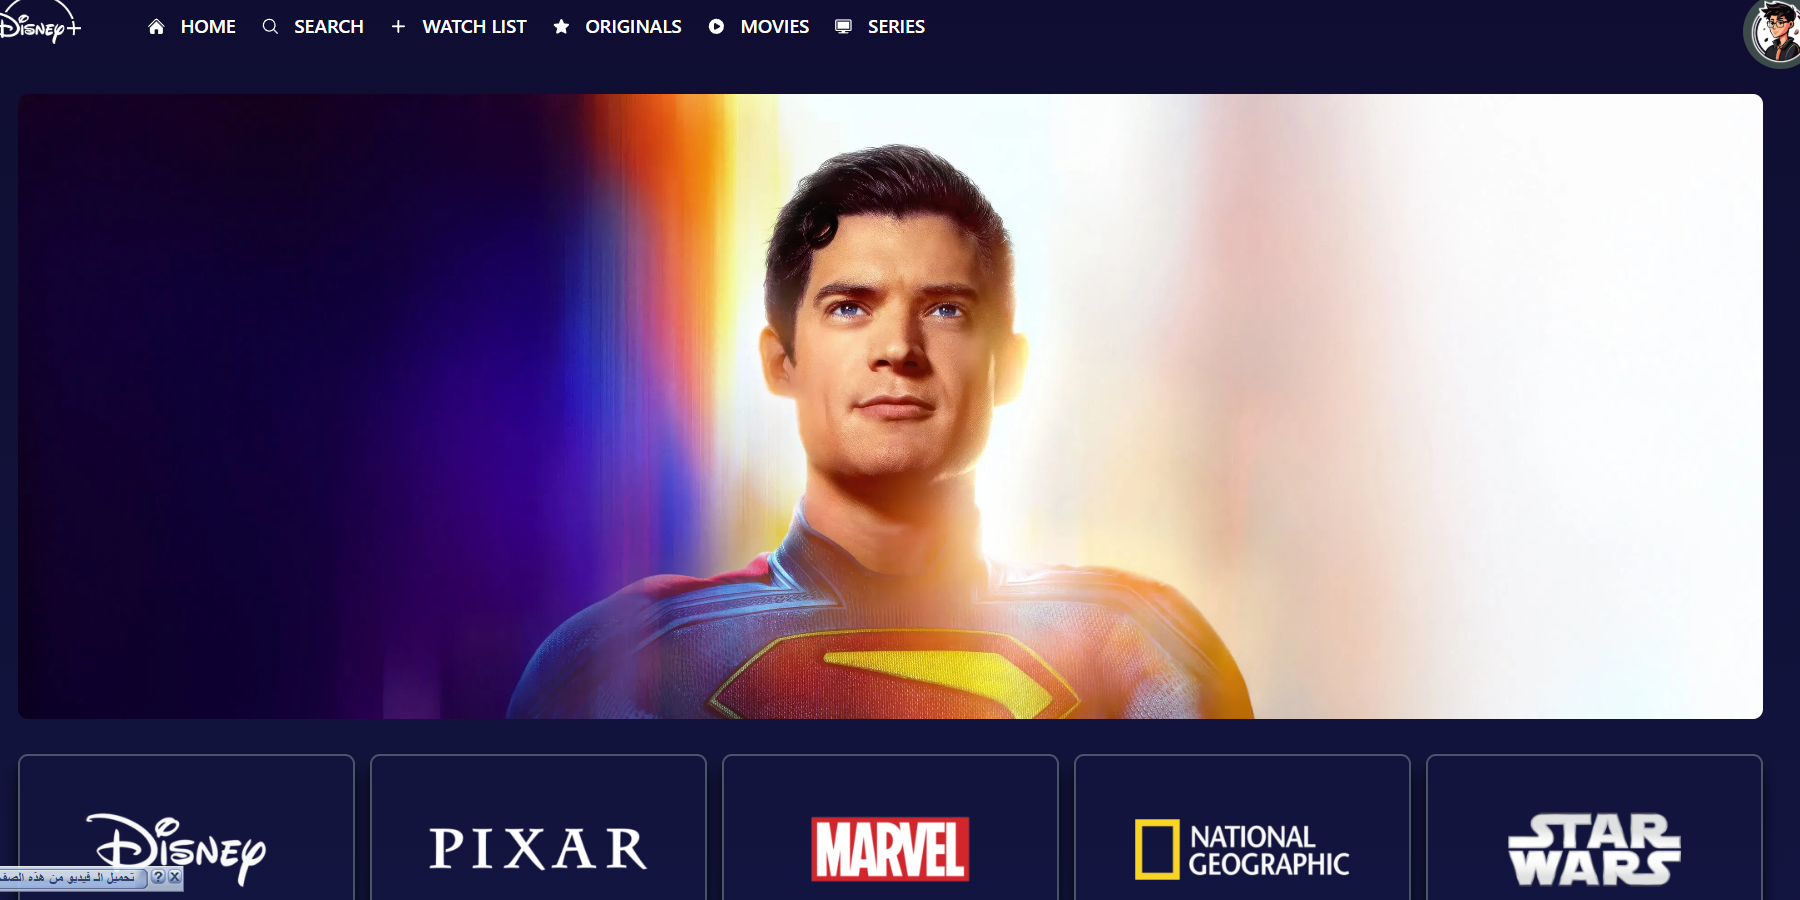 Disney+
HOME
SEARCH
WATCH LIST
ORIGINALS
MOVIES
SERIES
Disney
PIXAR
MARVEL
NATIONAL
GEOGRAPHIC
STAR
WARS
تحميل الـ فيديو من هذه الصف
?
X